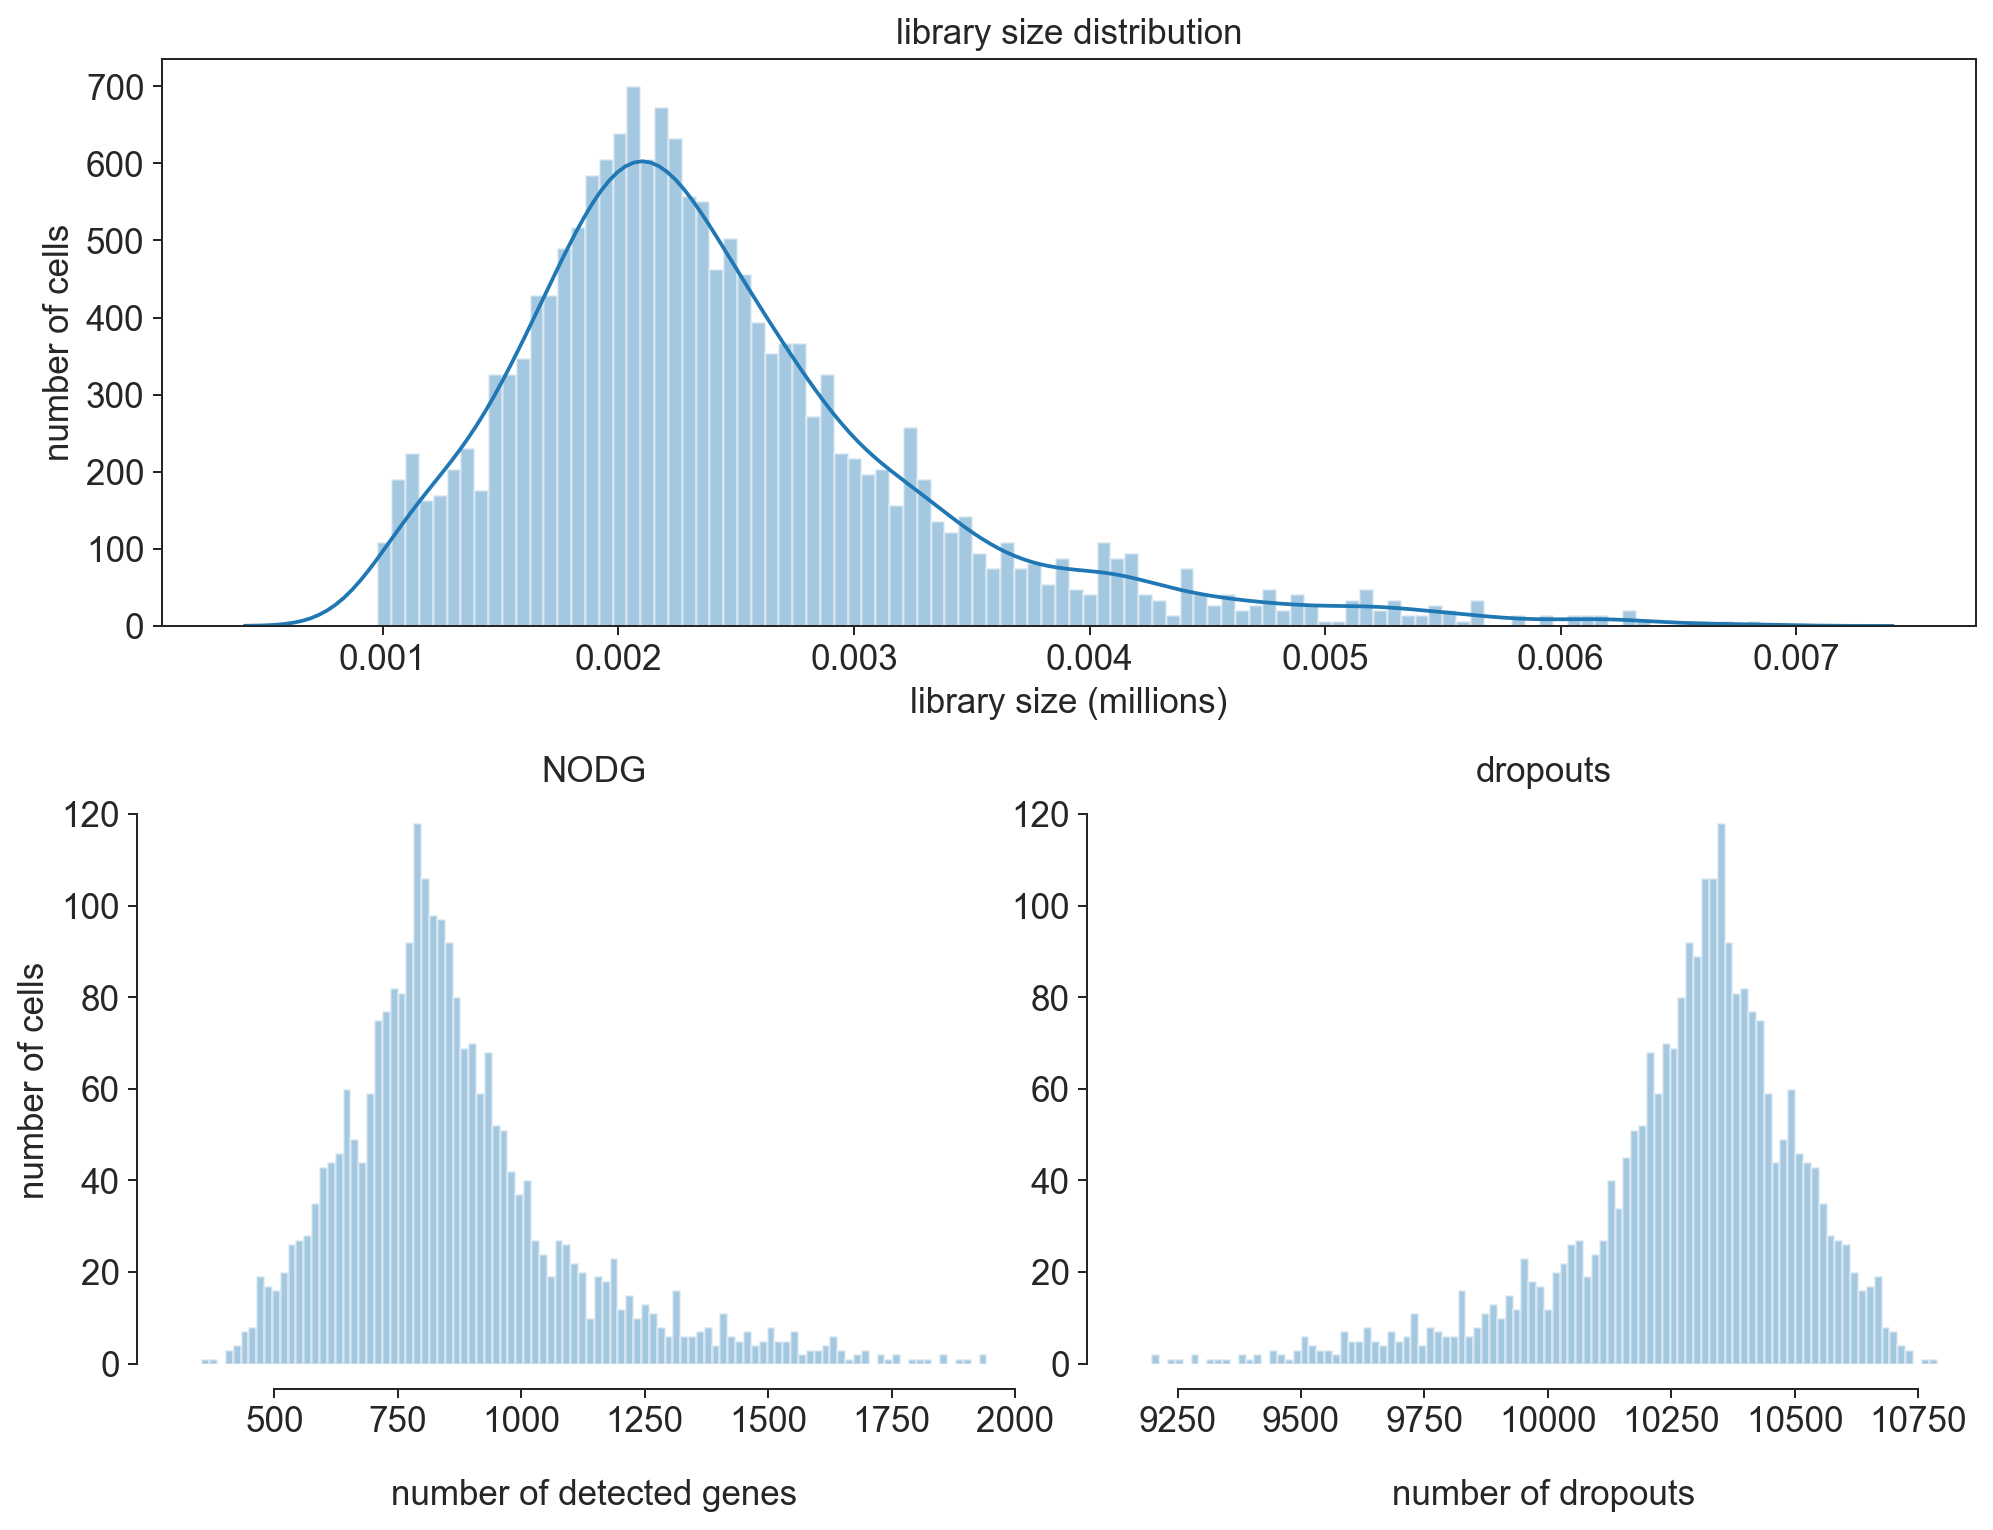 library size distribution
700
600
500
400
300
200
100
0
number of cells
0.001 0.002 0.003 0.004 0.005 0.006 0.007
library size (millions)
NODG
120
100
80
60
40
20
0
number of cells
500 750 1000 1250 1500 1750 2000
number of detected genes
dropouts
120
100
80
60
40
20
0
9250 9500 9750 10000 10250 10500 10750
number of dropouts